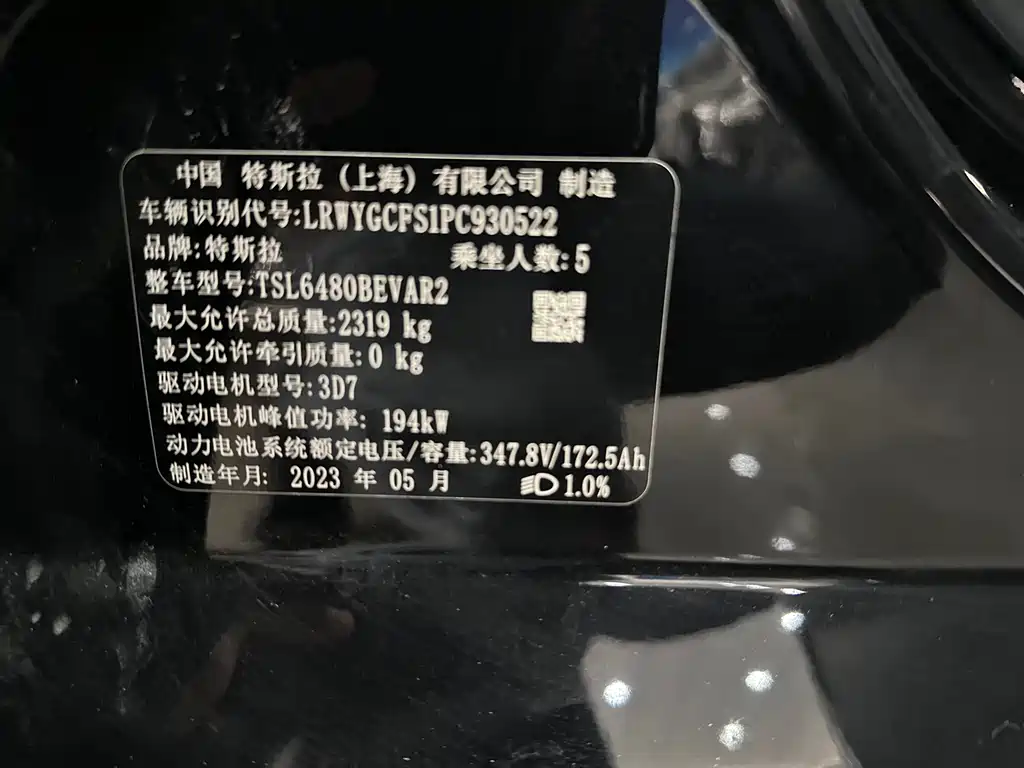 中国 特斯拉（上海）有限公司 制造
车辆识别代号:LRWYGCFS1PC930522
品牌:特斯拉 乘坐人数:5
整车型号:TSL6480BEVAR2
最大允许总质量:2319 kg
最大允许牵引质量:0 kg
驱动电机型号:3D7
驱动电机峰值功率: 194kW
动力电池系统额定电压/容量:347.8V/172.5Ah
制造年月: 2023 年 05 月 1.0%